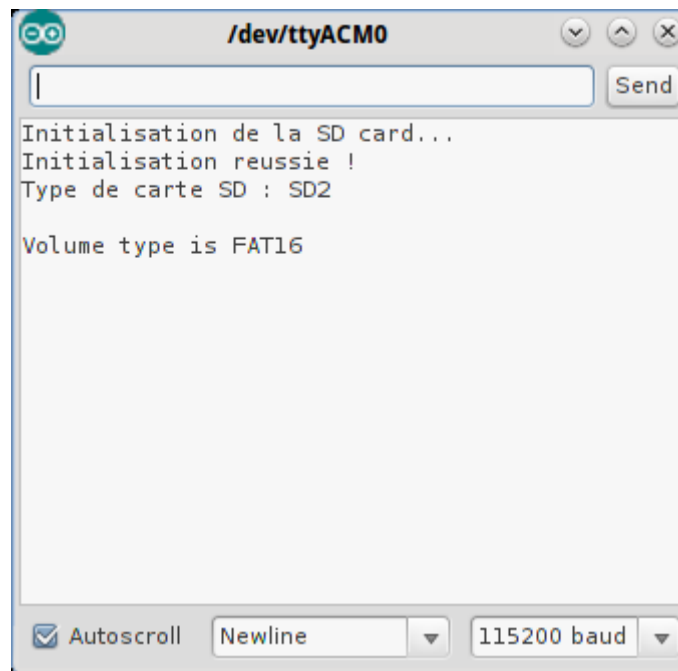 /dev/ttyACM0
Send
Initialisation de la SD card...
Initialisation reussie !
Type de carte SD : SD2
Volume type is FAT16
Autoscroll Newline 115200 baud